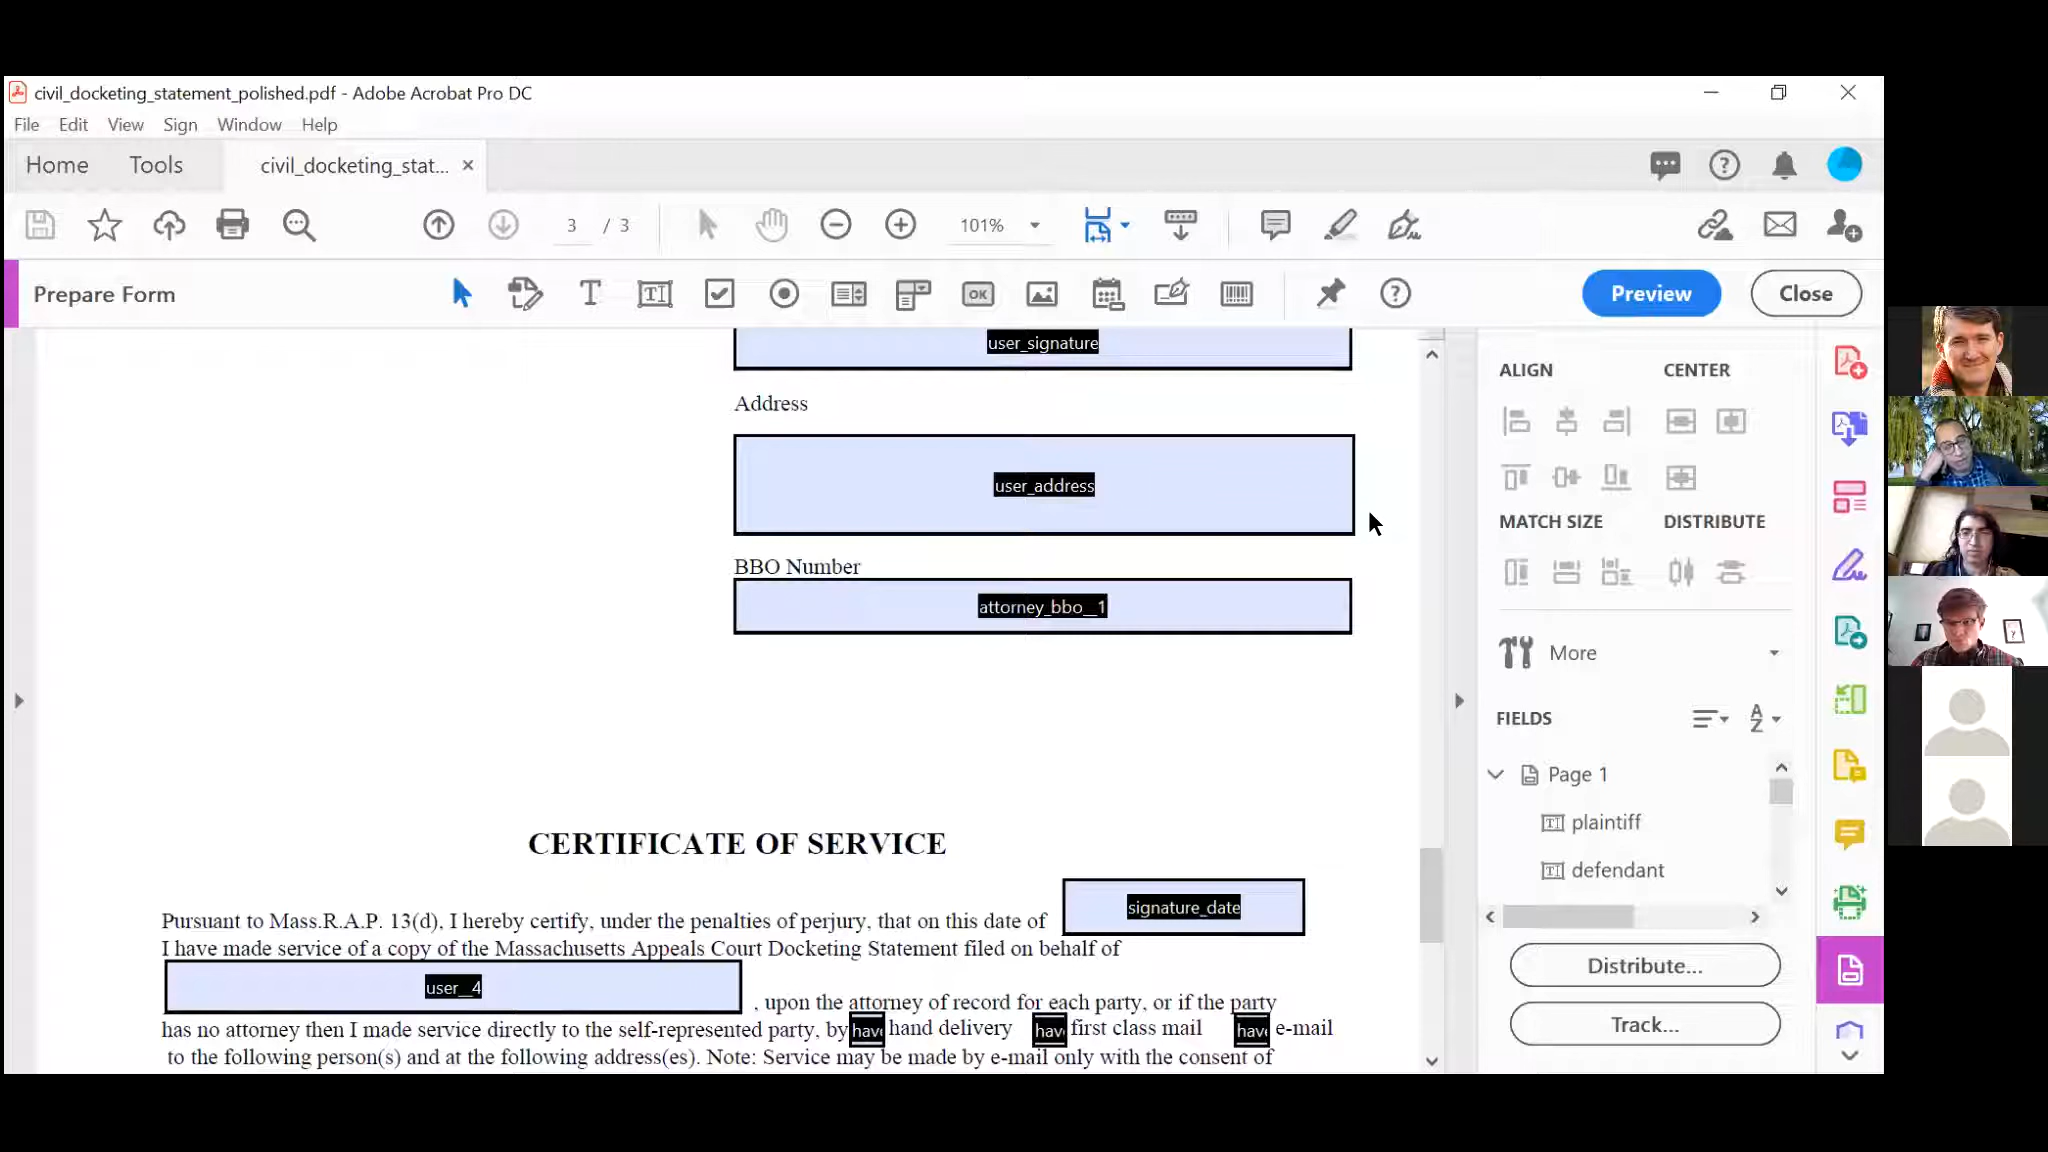 civil_docketing_statement_polished.pdf - Adobe Acrobat Pro DC
File Edit View Sign Window Help
Home Tools civil_docketing_stat... ×
3 / 3 101%
Prepare Form OK Preview Close
user_signature
Address
user_address
BBO Number
attorney_bbo__1
CERTIFICATE OF SERVICE
signature_date
Pursuant to Mass.R.A.P. 13(d), I hereby certify, under the penalties of perjury, that on this date of
I have made service of a copy of the Massachusetts Appeals Court Docketing Statement filed on behalf of
user__4
, upon the attorney of record for each party, or if the party
has no attorney then I made service directly to the self-represented party, by hav hand delivery hav first class mail hav e-mail
to the following person(s) and at the following address(es). Note: Service may be made by e-mail only with the consent of
ALIGN CENTER
MATCH SIZE DISTRIBUTE
More
FIELDS
Page 1
plaintiff
defendant
Distribute...
Track...